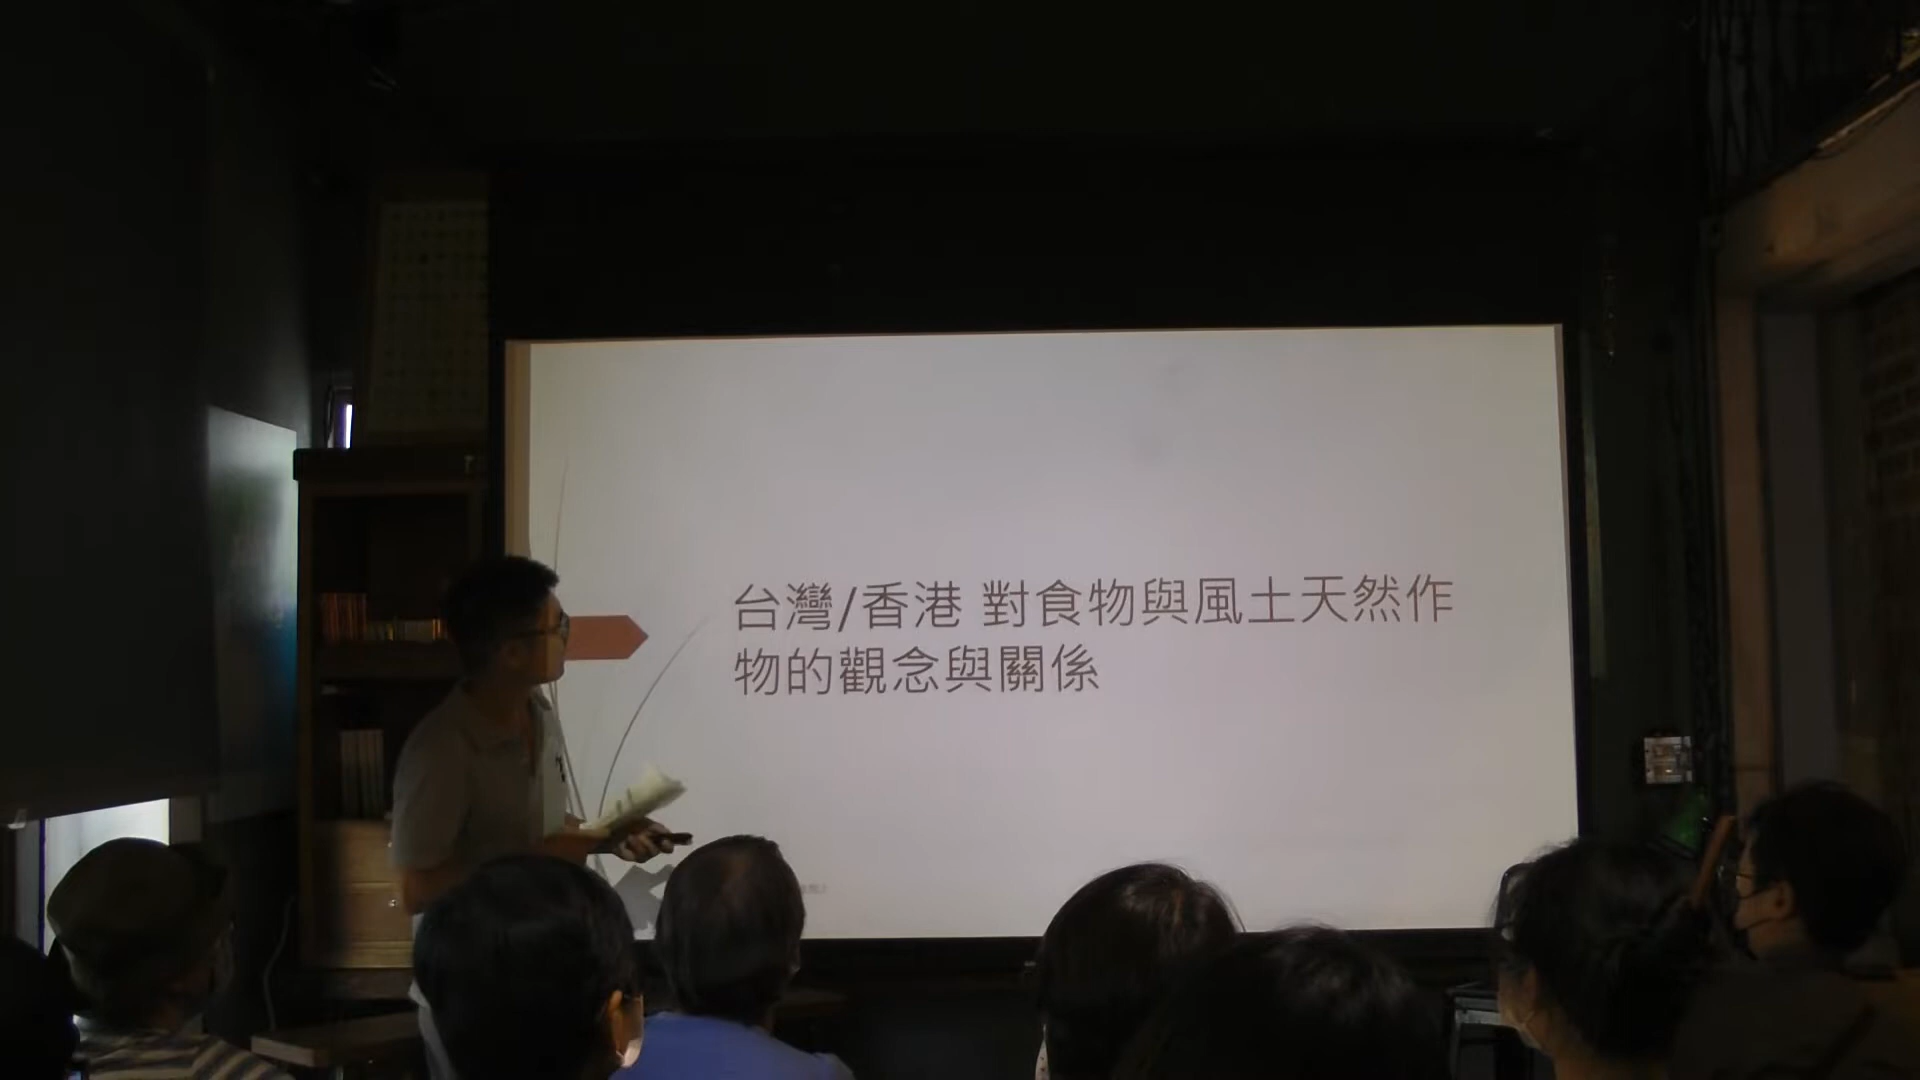 台灣/香港 對食物與風土天然作
物的觀念與關係